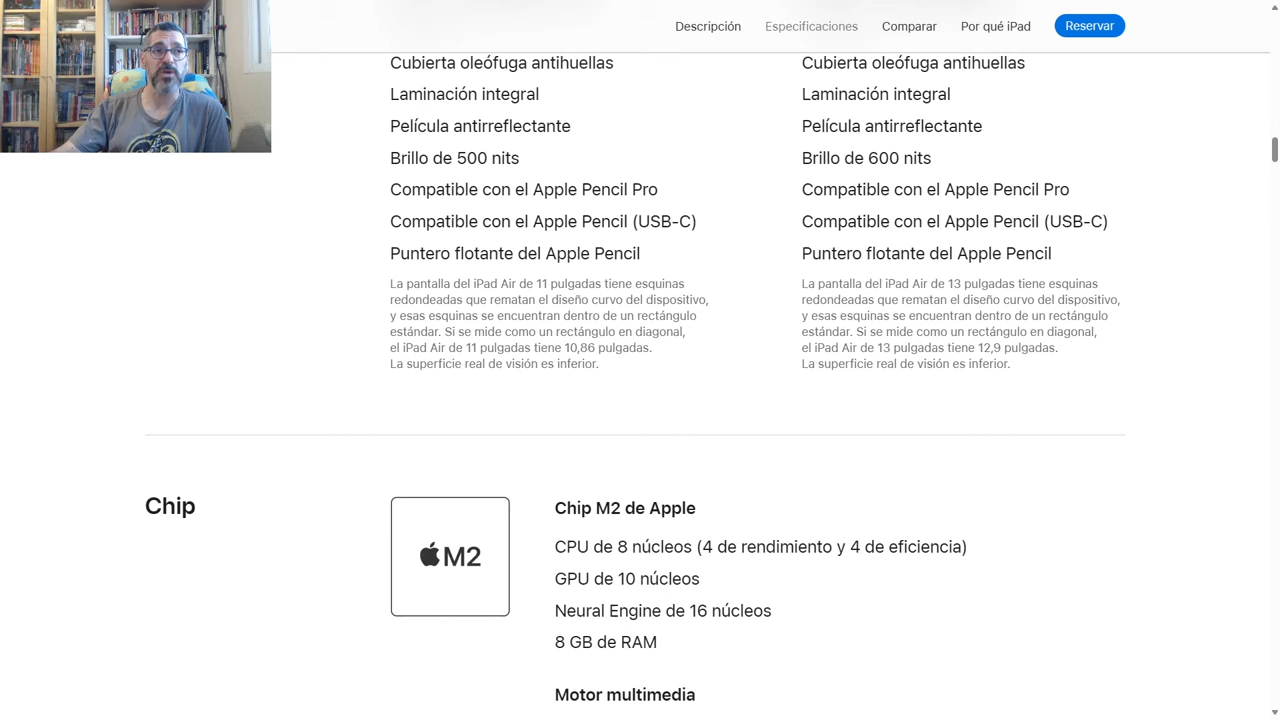 Descripción
Especificaciones
Comparar
Por qué iPad
Reservar
Cubierta oleófuga antihuellas
Laminación integral
Película antirreflectante
Brillo de 500 nits
Compatible con el Apple Pencil Pro
Compatible con el Apple Pencil (USB-C)
Puntero flotante del Apple Pencil
La pantalla del iPad Air de 11 pulgadas tiene esquinas
redondeadas que rematan el diseño curvo del dispositivo,
y esas esquinas se encuentran dentro de un rectángulo
estándar. Si se mide como un rectángulo en diagonal,
el iPad Air de 11 pulgadas tiene 10,86 pulgadas.
La superficie real de visión es inferior.
Cubierta oleófuga antihuellas
Laminación integral
Película antirreflectante
Brillo de 600 nits
Compatible con el Apple Pencil Pro
Compatible con el Apple Pencil (USB-C)
Puntero flotante del Apple Pencil
La pantalla del iPad Air de 13 pulgadas tiene esquinas
redondeadas que rematan el diseño curvo del dispositivo,
y esas esquinas se encuentran dentro de un rectángulo
estándar. Si se mide como un rectángulo en diagonal,
el iPad Air de 13 pulgadas tiene 12,9 pulgadas.
La superficie real de visión es inferior.
Chip
M2
Chip M2 de Apple
CPU de 8 núcleos (4 de rendimiento y 4 de eficiencia)
GPU de 10 núcleos
Neural Engine de 16 núcleos
8 GB de RAM
Motor multimedia